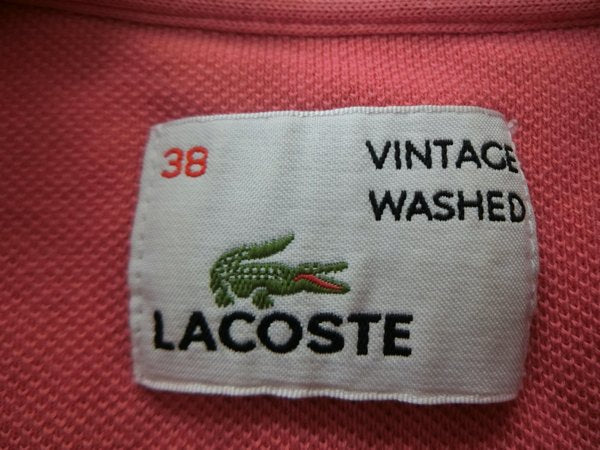 38
VINTAGE
WASHED
LACOSTE